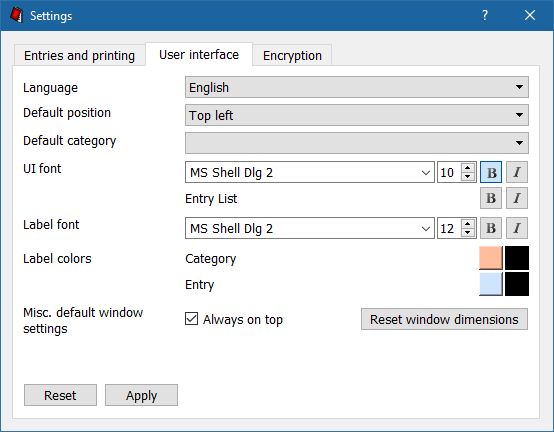 Settings
?
Entries and printing User interface Encryption
Language English
Default position Top left
Default category
UI font MS Shell Dlg 2 10 B I
Entry List B I
Label font MS Shell Dlg 2 12 B I
Label colors Category
Entry
Misc. default window
settings
Always on top Reset window dimensions
Reset Apply